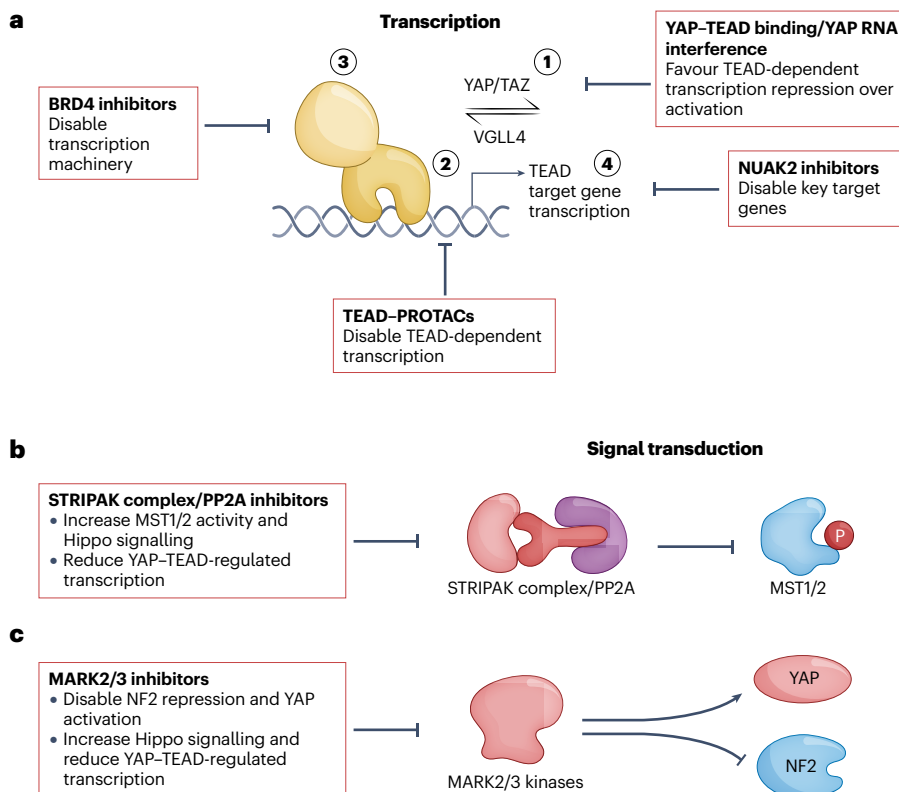 a
Transcription
YAP–TEAD binding/YAP RNA
interference
Favour TEAD-dependent
transcription repression over
activation
3
1
YAP/TAZ
VGLL4
BRD4 inhibitors
Disable
transcription
machinery
2
4
TEAD
target gene
transcription
NUAK2 inhibitors
Disable key target
genes
TEAD–PROTACs
Disable TEAD-dependent
transcription
b
Signal transduction
STRIPAK complex/PP2A inhibitors
• Increase MST1/2 activity and
Hippo signalling
• Reduce YAP–TEAD-regulated
transcription
P
STRIPAK complex/PP2A
MST1/2
c
MARK2/3 inhibitors
• Disable NF2 repression and YAP
activation
• Increase Hippo signalling and
reduce YAP–TEAD-regulated
transcription
YAP
NF2
MARK2/3 kinases